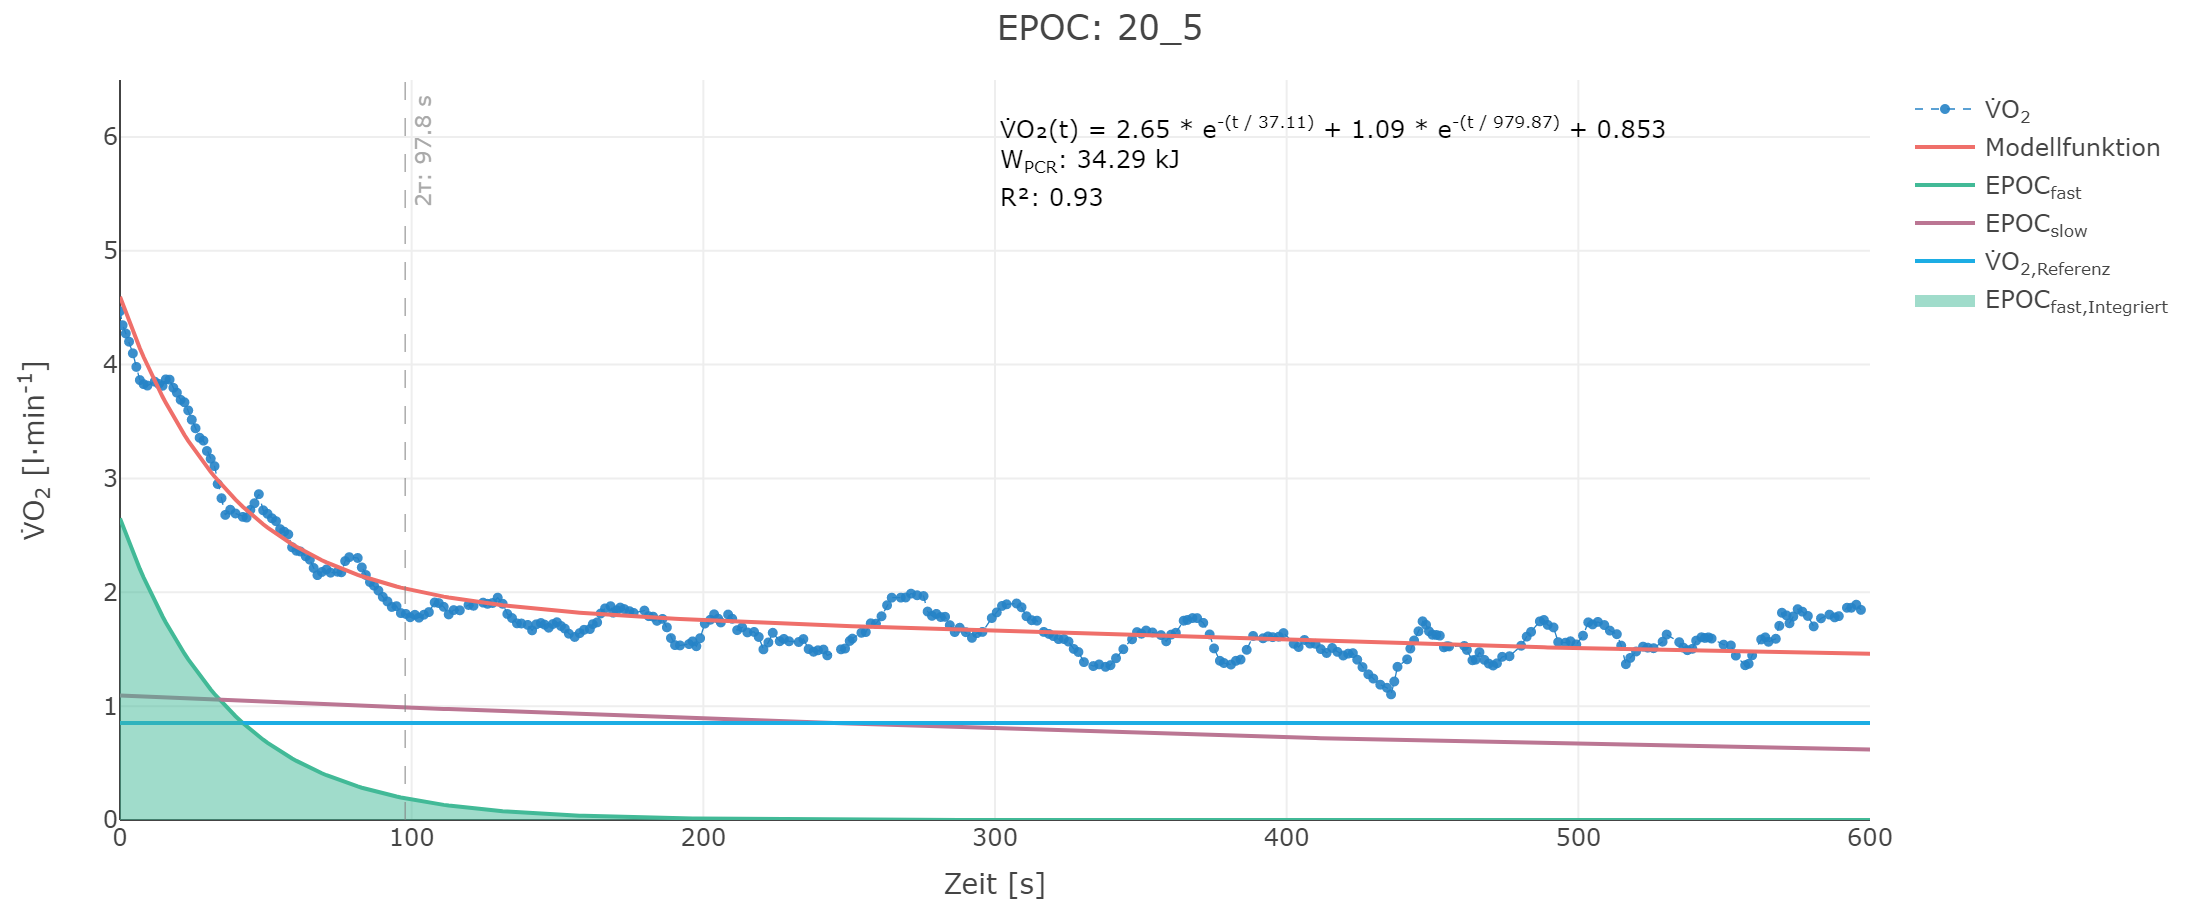 EPOC: 20_5
2τ: 97.8 s
V̇O₂(t) = 2.65 * e^-(t / 37.11) + 1.09 * e^-(t / 979.87) + 0.853
W_PCR: 34.29 kJ
R²: 0.93
V̇O₂
Modellfunktion
EPOC_fast
EPOC_slow
V̇O₂,Referenz
EPOC_fast,Integriert
V̇O₂ [l·min⁻¹]
6
5
4
3
2
1
0
0 100 200 300 400 500 600
Zeit [s]